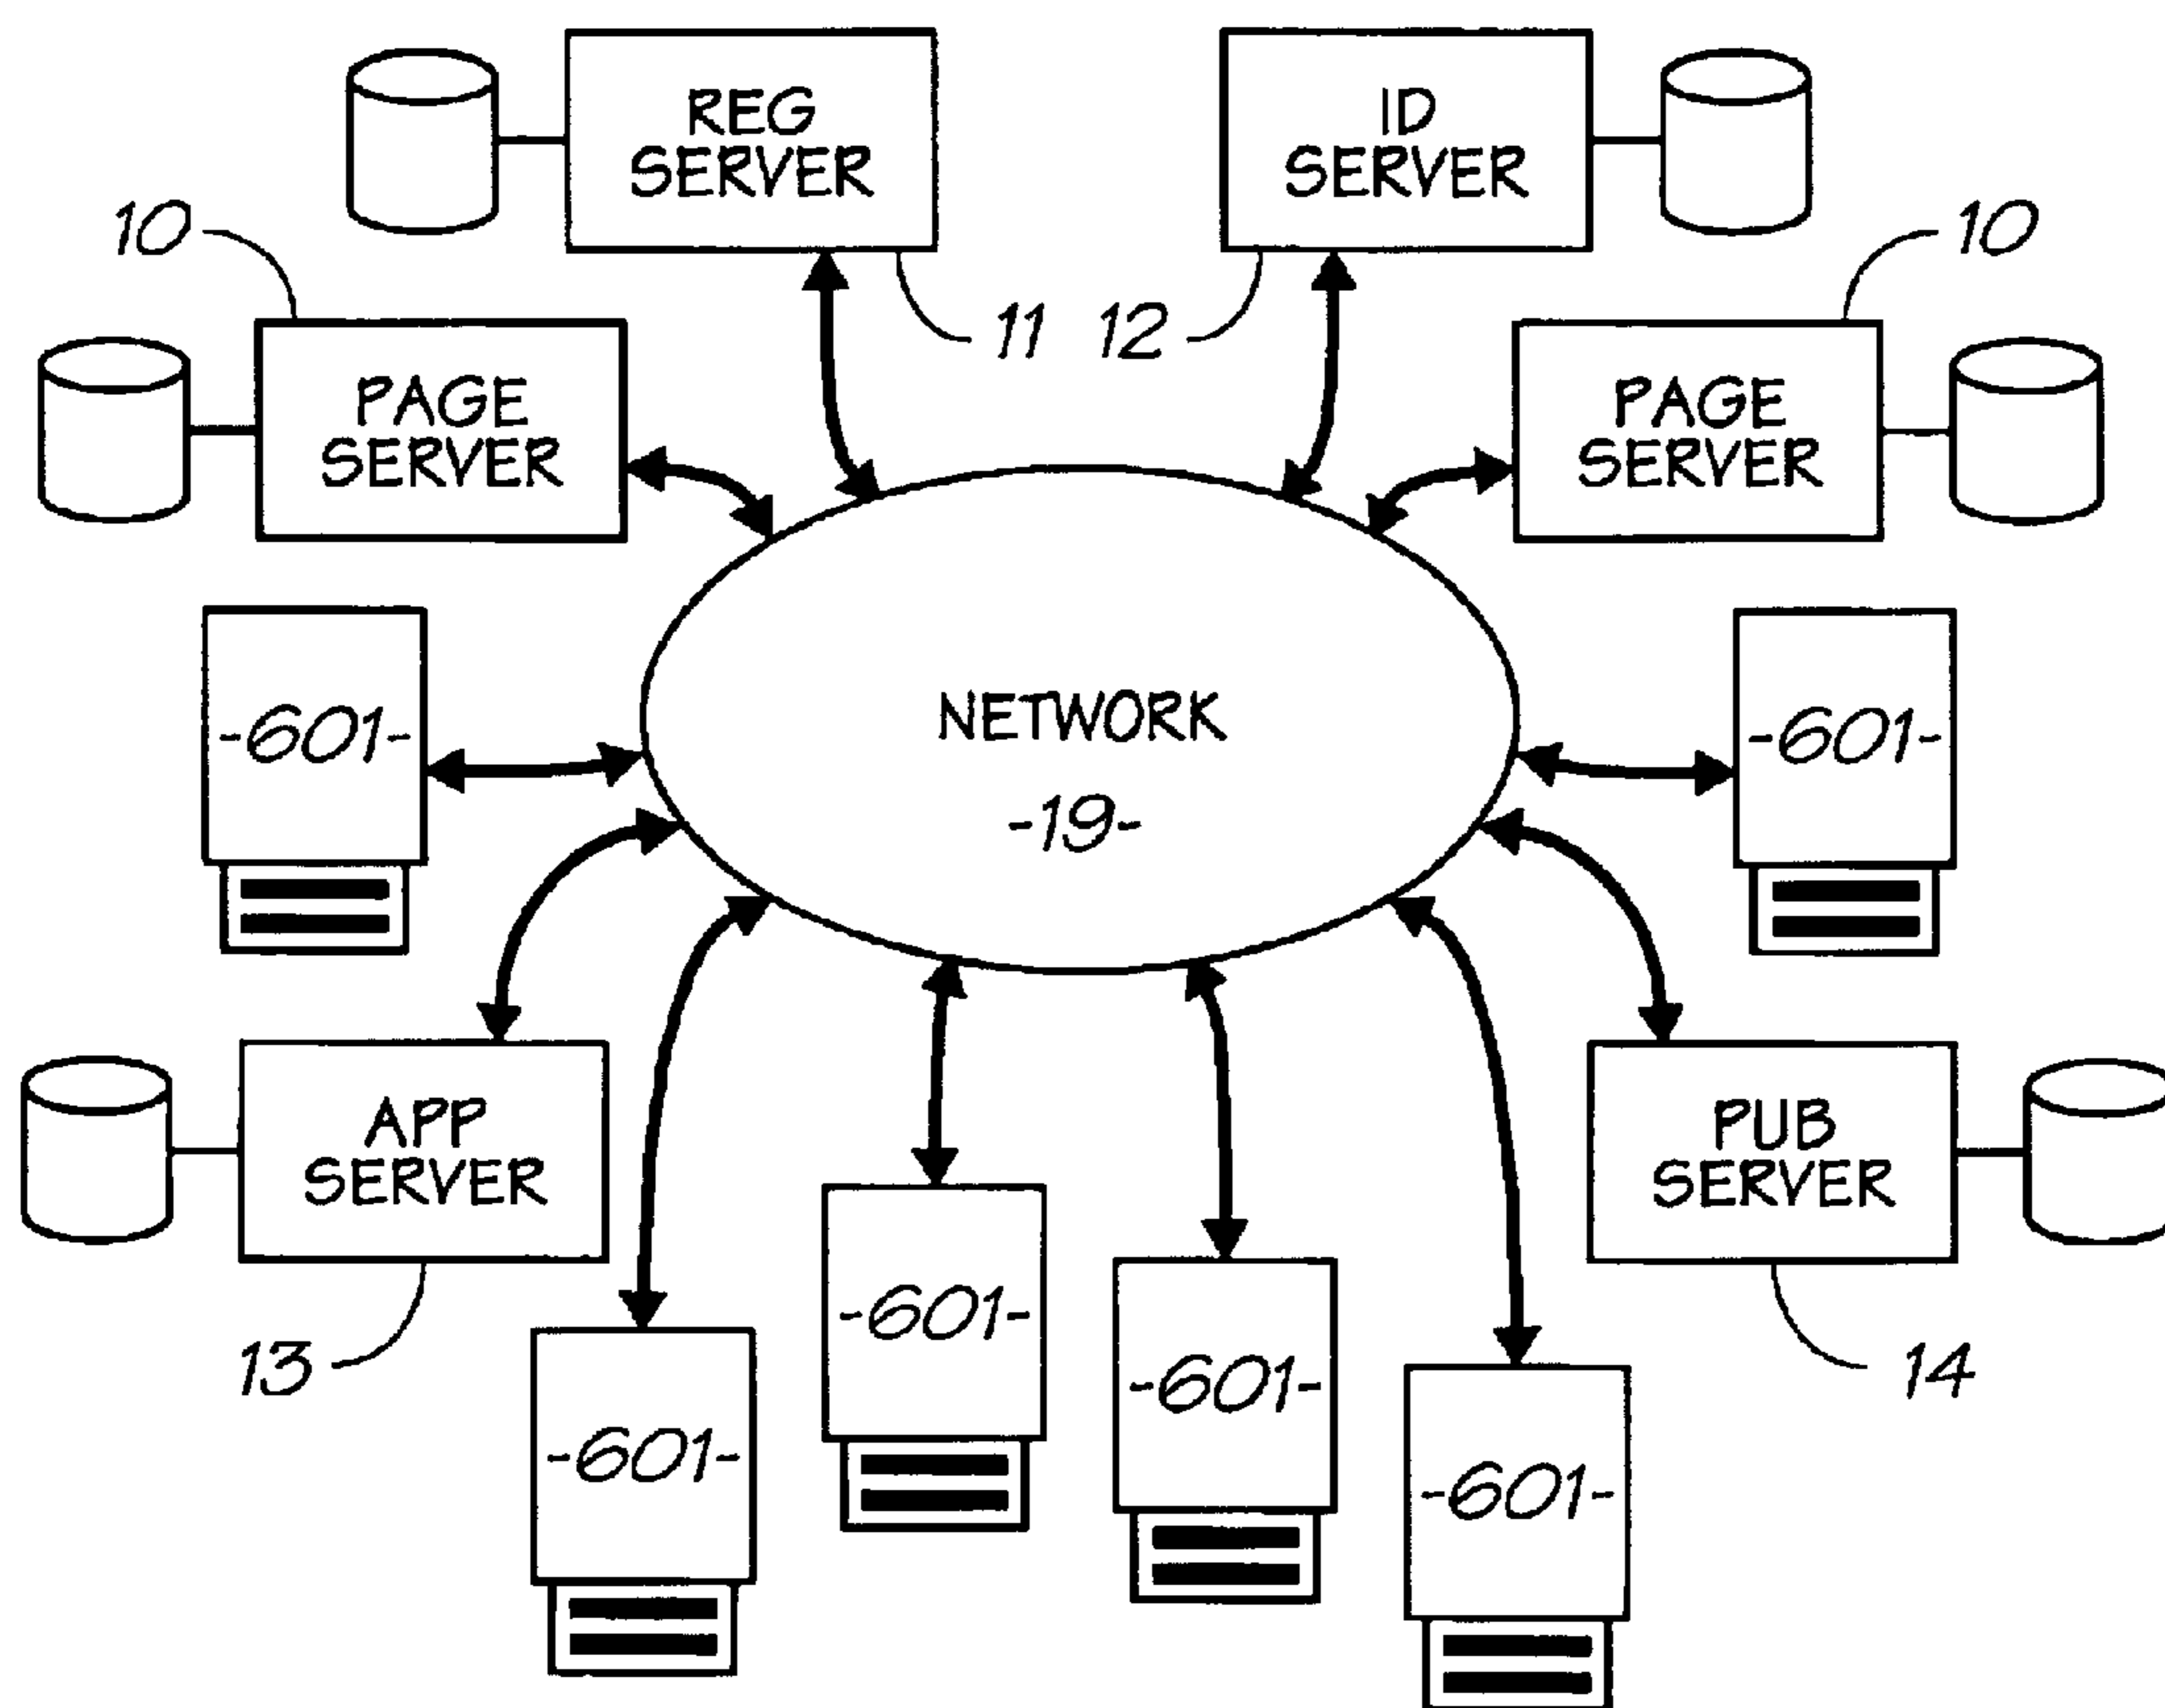 REG
SERVER
ID
SERVER
10
10
11
12
PAGE
SERVER
PAGE
SERVER
-601-
NETWORK
-19-
-601-
APP
SERVER
PUB
SERVER
-601-
-601-
13
14
-601-
-601-